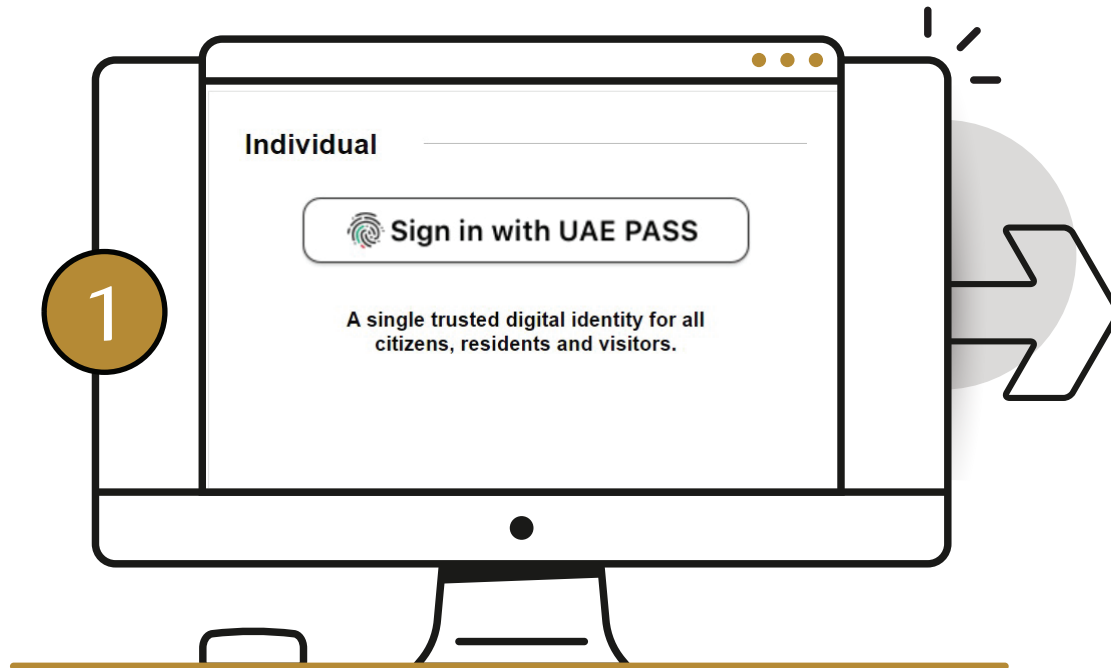 Individual
Sign in with UAE PASS
1
A single trusted digital identity for all
citizens, residents and visitors.